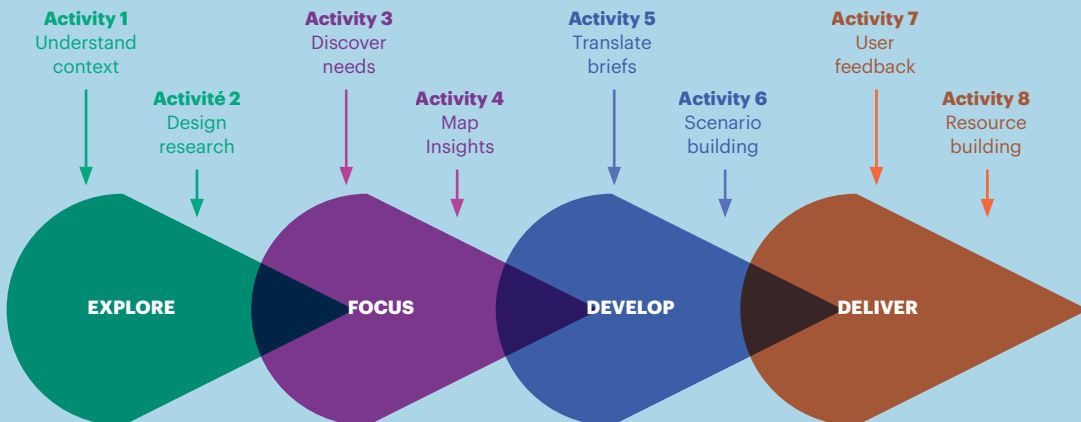 Activity 1
Understand
context
Activité 2
Design
research
Activity 3
Discover
needs
Activity 4
Map
Insights
Activity 5
Translate
briefs
Activity 6
Scenario
building
Activity 7
User
feedback
Activity 8
Resource
building
EXPLORE
FOCUS
DEVELOP
DELIVER